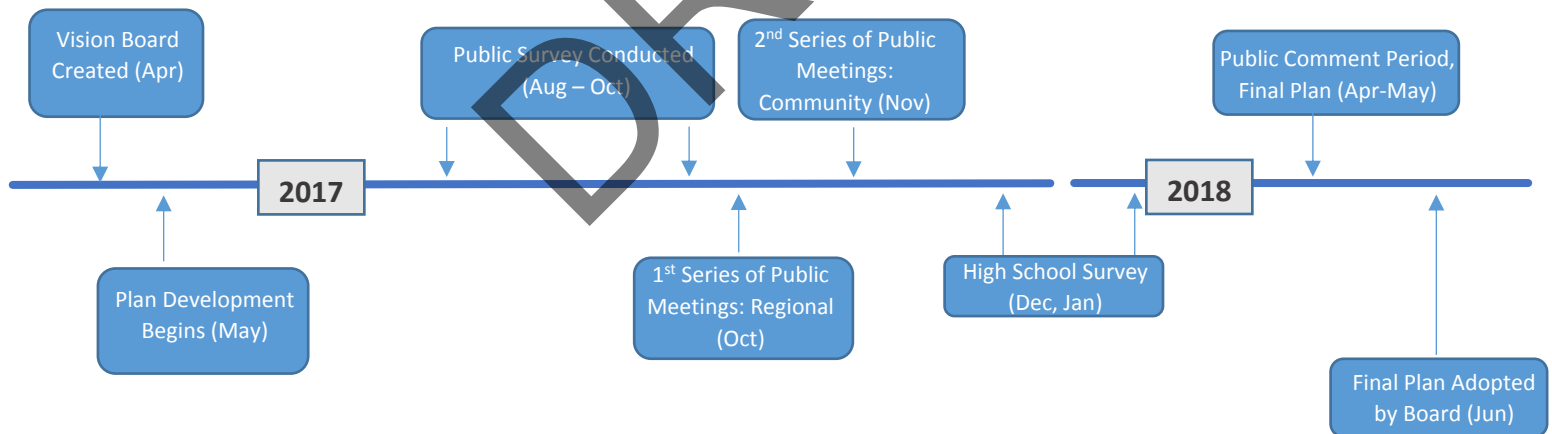 Vision Board
Created (Apr)
Public Survey Conducted
(Aug – Oct)
2nd Series of Public
Meetings:
Community (Nov)
Public Comment Period,
Final Plan (Apr-May)
2017
2018
Plan Development
Begins (May)
1st Series of Public
Meetings: Regional
(Oct)
High School Survey
(Dec, Jan)
Final Plan Adopted
by Board (Jun)